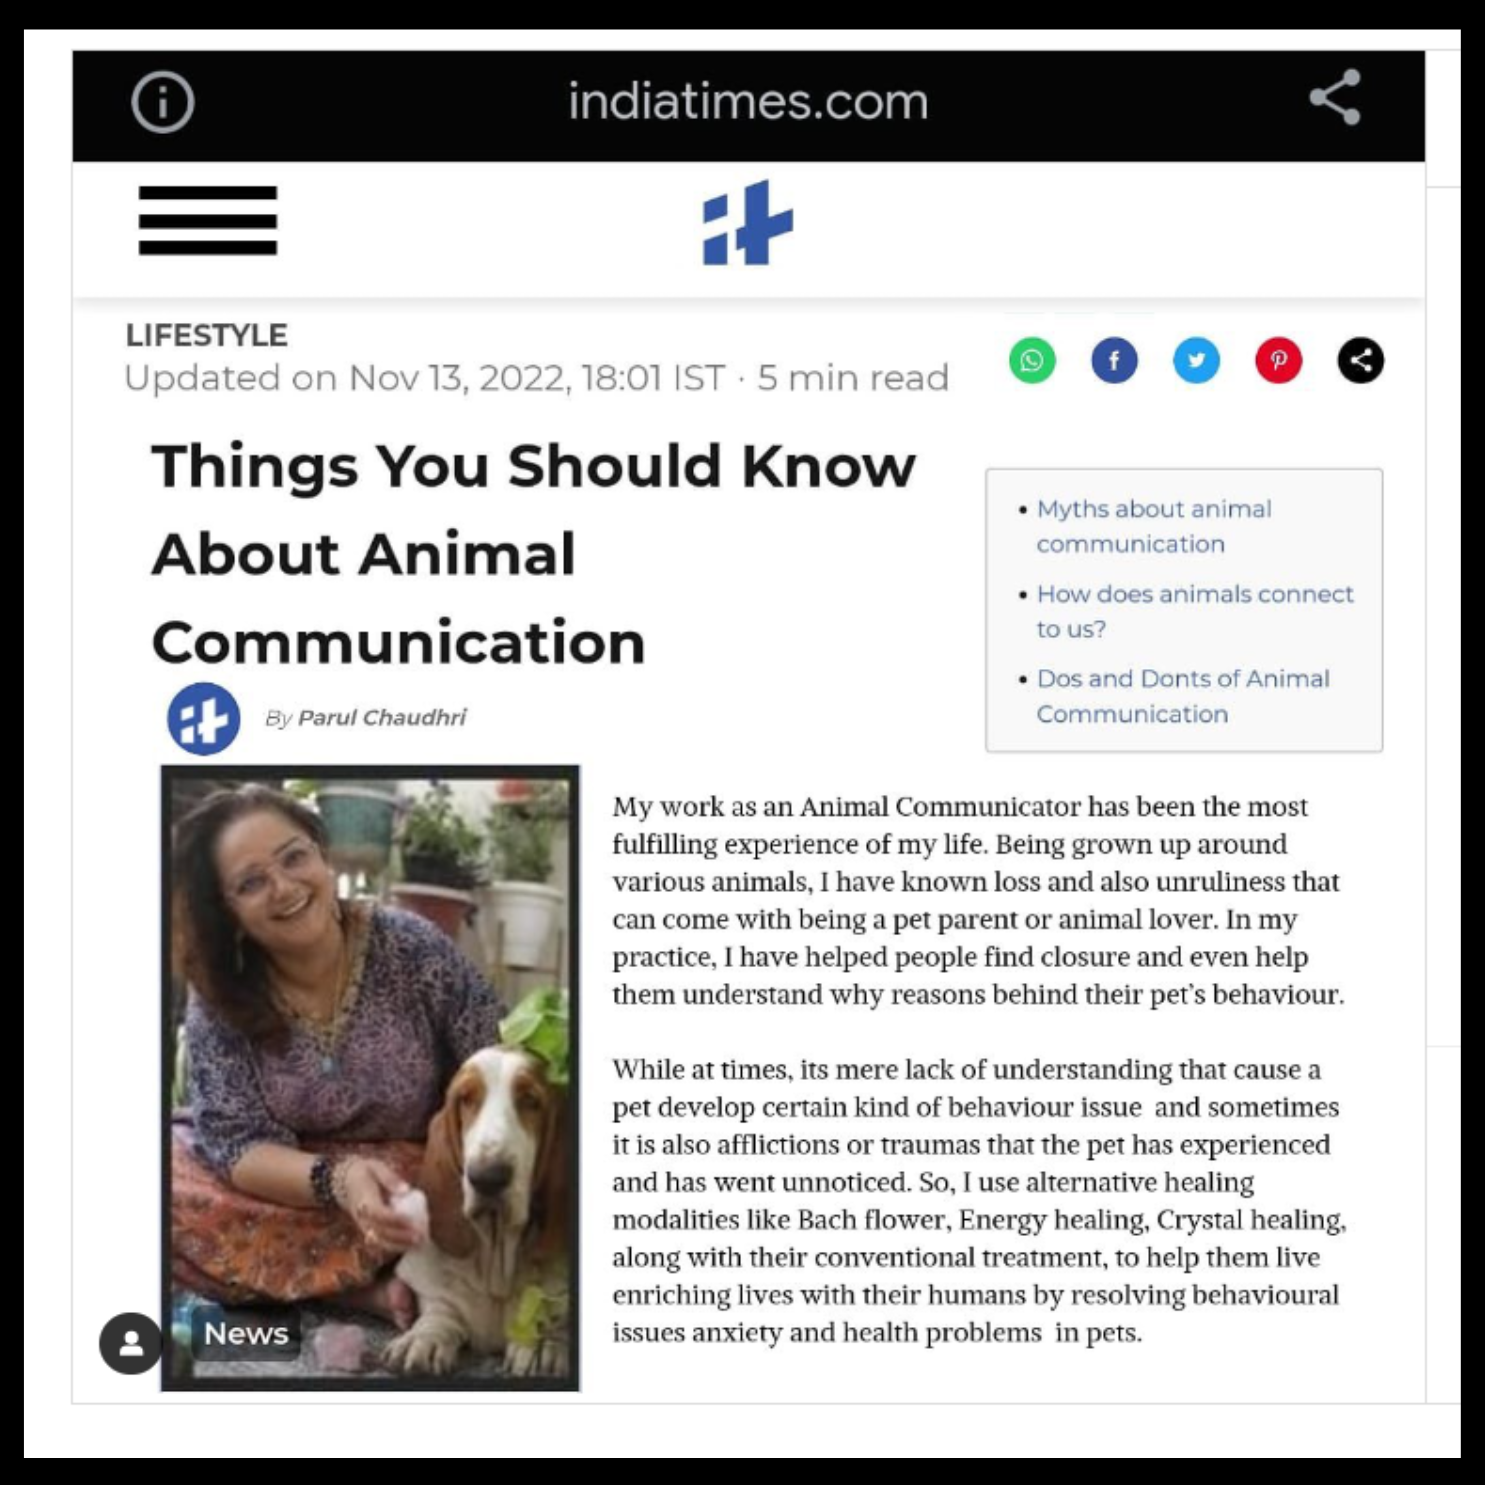 indiatimes.com
it
LIFESTYLE
Updated on Nov 13, 2022, 18:01 IST · 5 min read
Things You Should Know
About Animal
Communication
it
By Parul Chaudhri
• Myths about animal
communication
• How does animals connect
to us?
• Dos and Donts of Animal
Communication
My work as an Animal Communicator has been the most
fulfilling experience of my life. Being grown up around
various animals, I have known loss and also unruliness that
can come with being a pet parent or animal lover. In my
practice, I have helped people find closure and even help
them understand why reasons behind their pet’s behaviour.
While at times, its mere lack of understanding that cause a
pet develop certain kind of behaviour issue  and sometimes
it is also afflictions or traumas that the pet has experienced
and has went unnoticed. So, I use alternative healing
modalities like Bach flower, Energy healing, Crystal healing,
along with their conventional treatment, to help them live
enriching lives with their humans by resolving behavioural
issues anxiety and health problems  in pets.
News